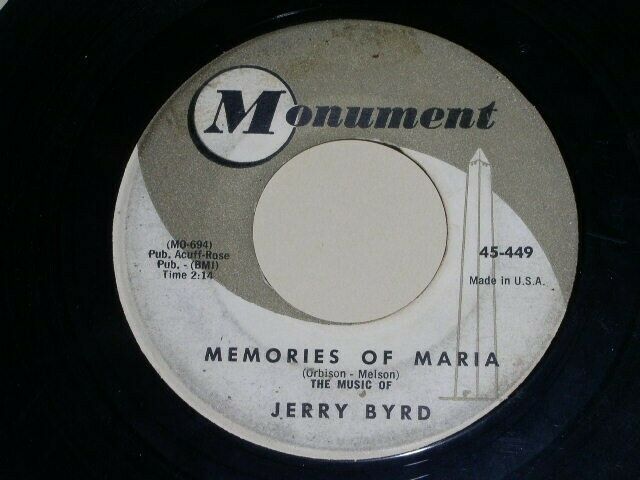 Monument
(MO-694)
Pub. Acuff-Rose
Pub. - (BMI)
Time 2:14
45-449
Made in U.S.A.
MEMORIES OF MARIA
(Orbison - Melson)
THE MUSIC OF
JERRY BYRD